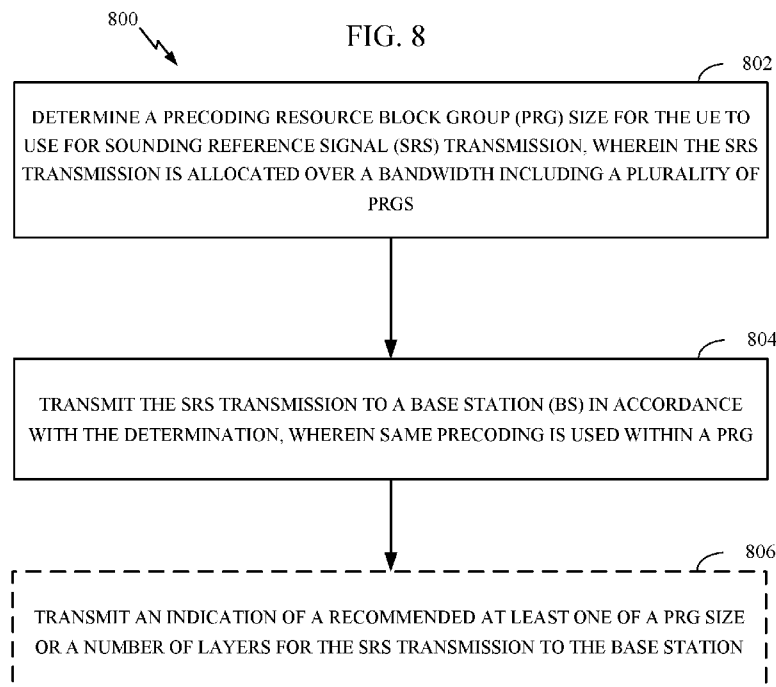 800
FIG. 8
802
DETERMINE A PRECODING RESOURCE BLOCK GROUP (PRG) SIZE FOR THE UE TO
USE FOR SOUNDING REFERENCE SIGNAL (SRS) TRANSMISSION, WHEREIN THE SRS
TRANSMISSION IS ALLOCATED OVER A BANDWIDTH INCLUDING A PLURALITY OF
PRGS
804
TRANSMIT THE SRS TRANSMISSION TO A BASE STATION (BS) IN ACCORDANCE
WITH THE DETERMINATION, WHEREIN SAME PRECODING IS USED WITHIN A PRG
806
TRANSMIT AN INDICATION OF A RECOMMENDED AT LEAST ONE OF A PRG SIZE
OR A NUMBER OF LAYERS FOR THE SRS TRANSMISSION TO THE BASE STATION